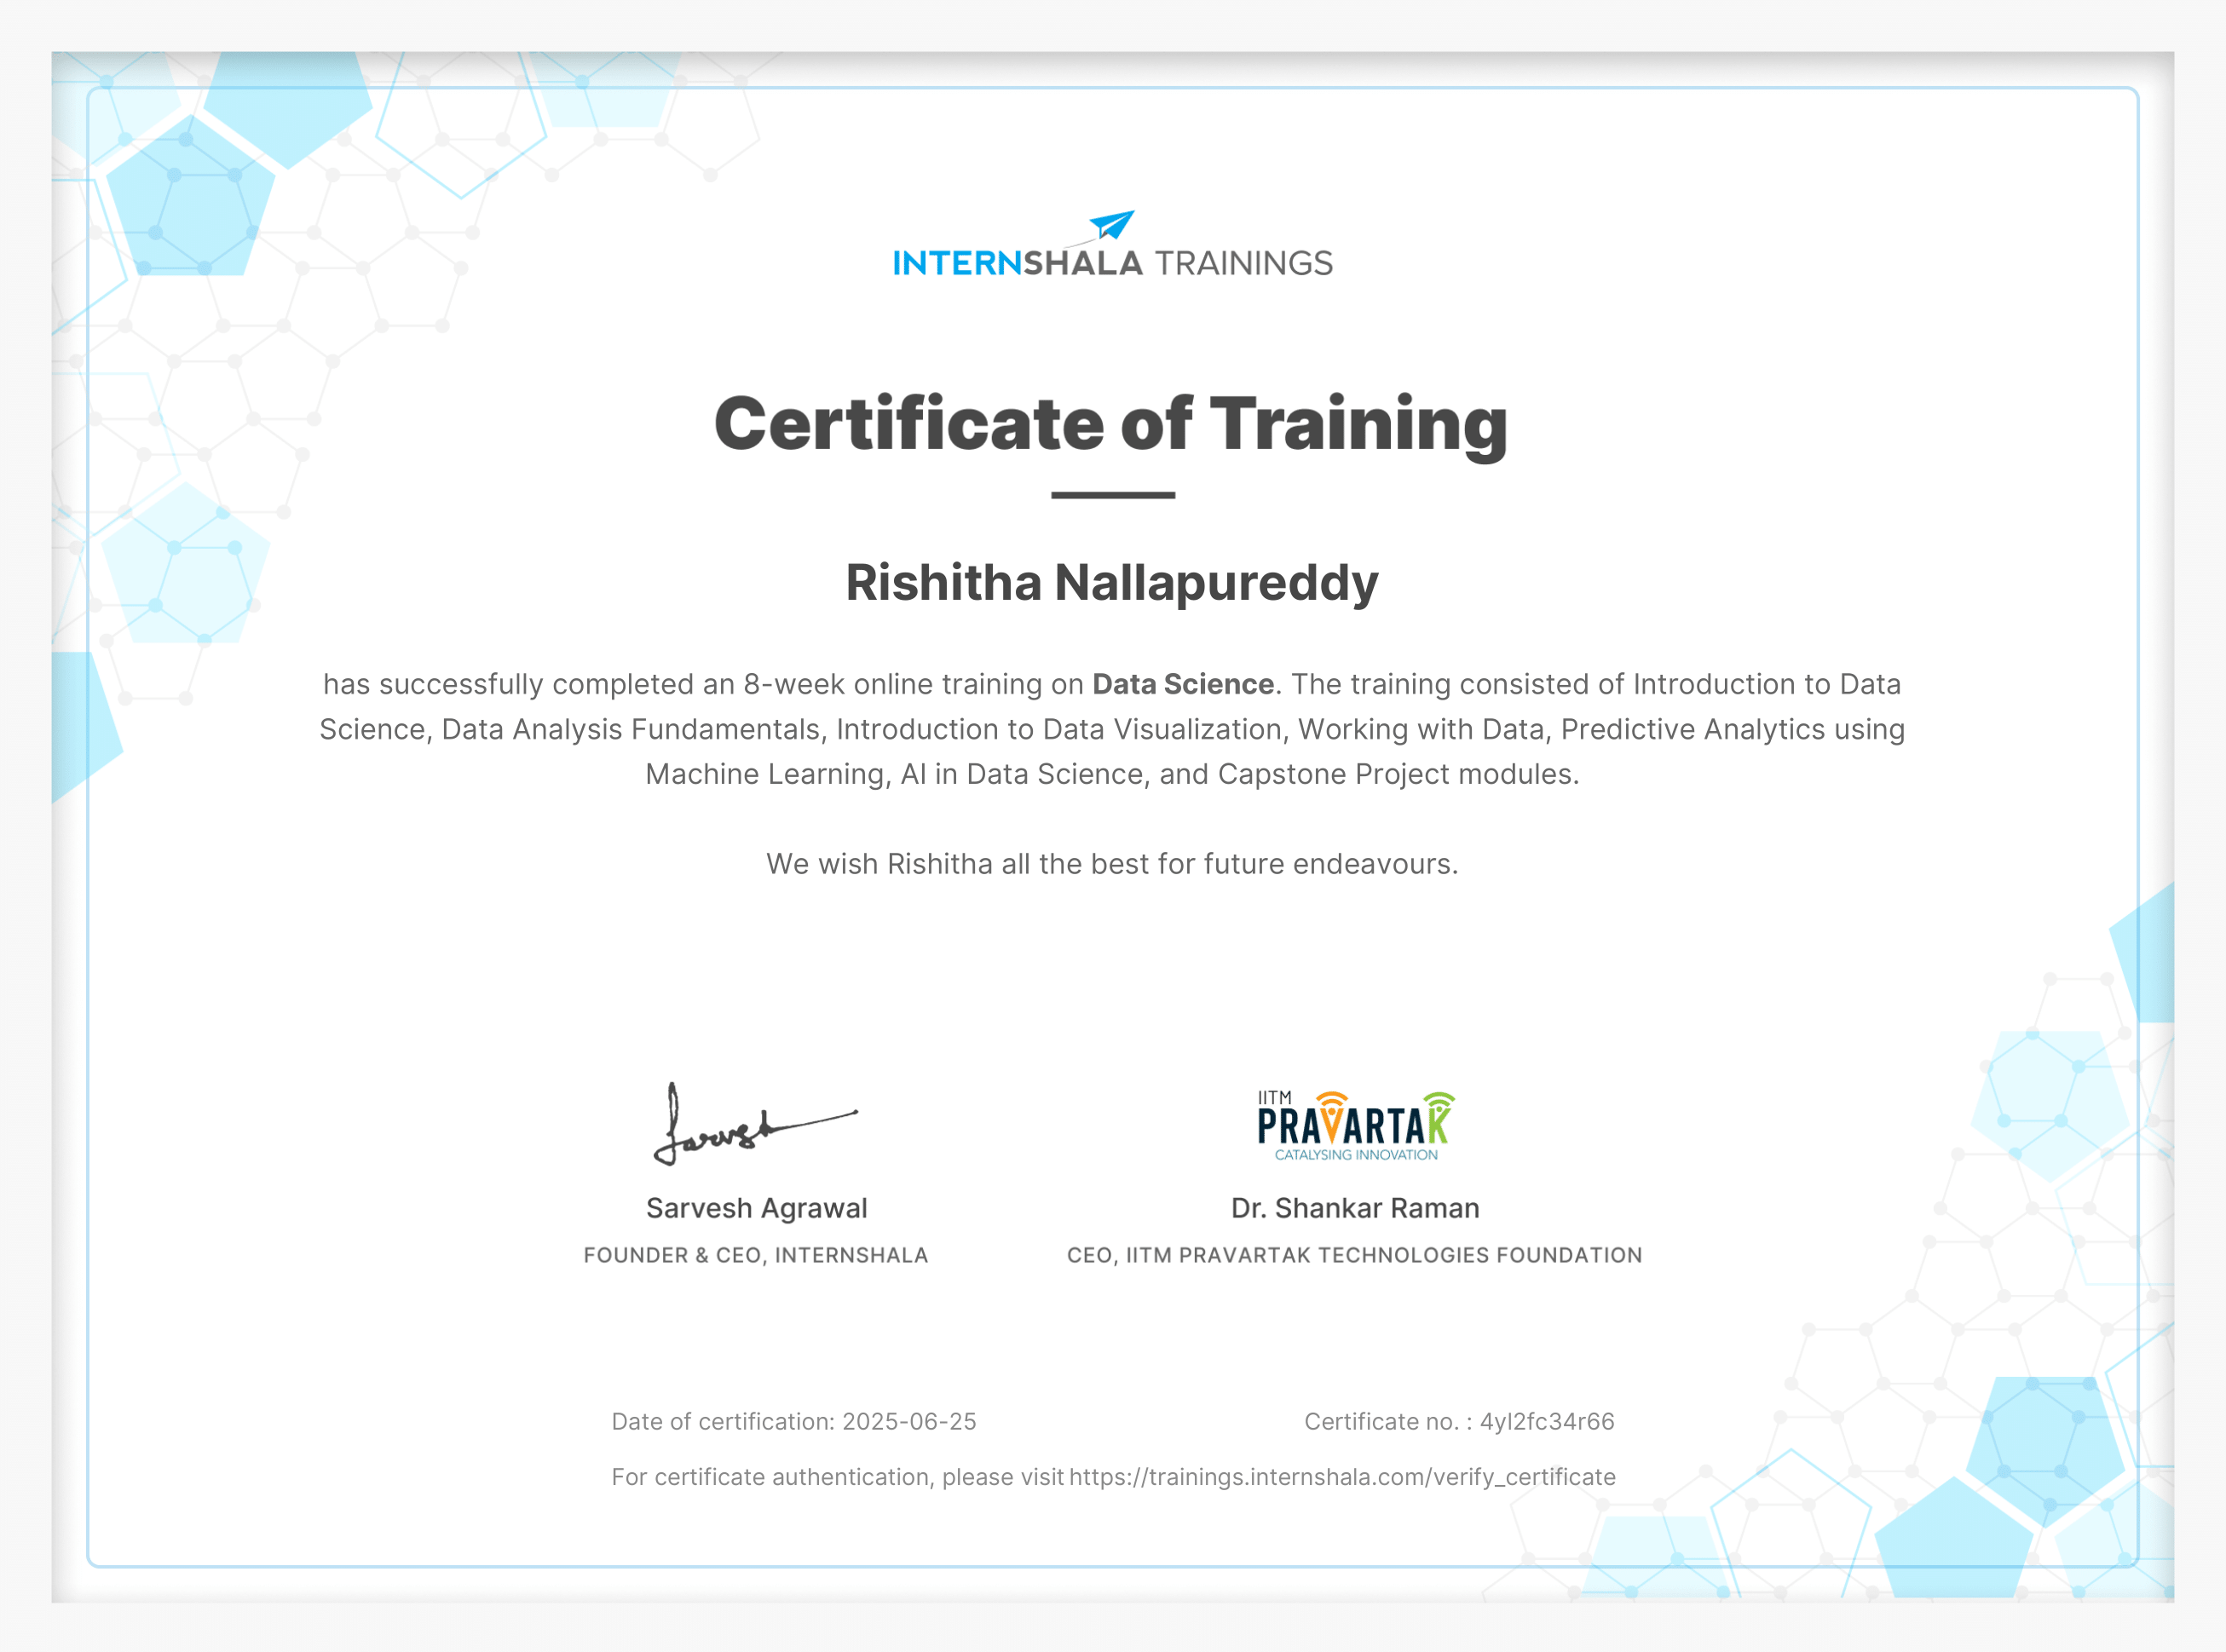 INTERNSHALA TRAININGS
Certificate of Training
Rishitha Nallapureddy
has successfully completed an 8-week online training on Data Science. The training consisted of Introduction to Data
Science, Data Analysis Fundamentals, Introduction to Data Visualization, Working with Data, Predictive Analytics using
Machine Learning, AI in Data Science, and Capstone Project modules.
We wish Rishitha all the best for future endeavours.
Sarvesh
IITM
PRAVARTAK
CATALYSING INNOVATION
Sarvesh Agrawal
Dr. Shankar Raman
FOUNDER & CEO, INTERNSHALA
CEO, IITM PRAVARTAK TECHNOLOGIES FOUNDATION
Date of certification: 2025-06-25
Certificate no. : 4yl2fc34r66
For certificate authentication, please visit https://trainings.internshala.com/verify_certificate